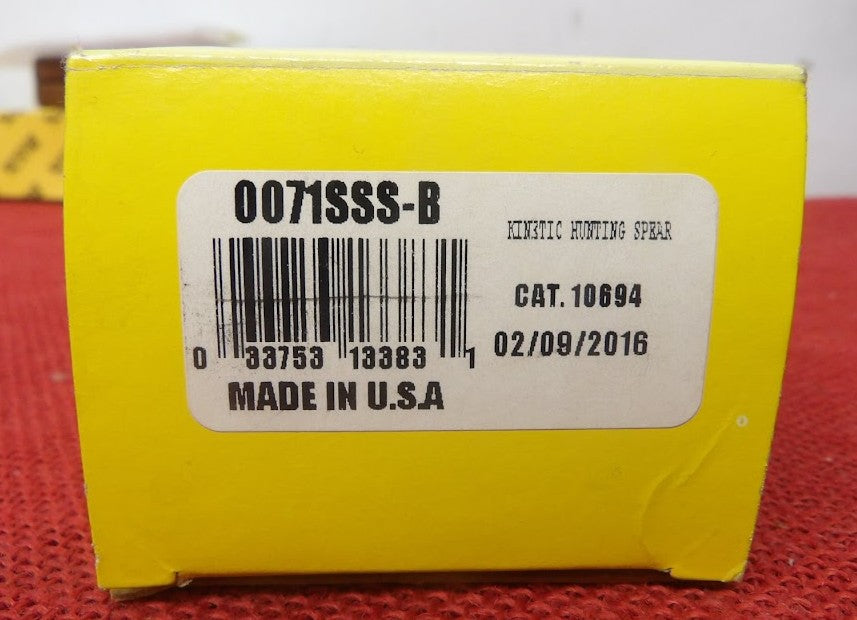 0071SSS-B
KIN3TIC HUNTING SPEAR
CAT. 10694
02/09/2016
0 33753 13383 1
MADE IN U.S.A